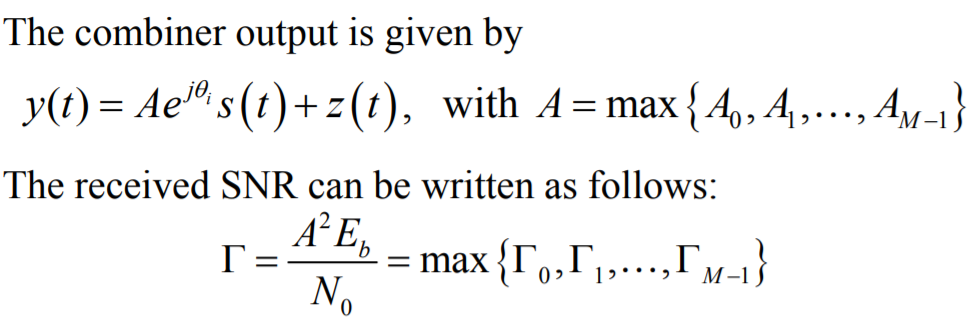 The combiner output is given by
y(t) = Ae^{jθ_i} s(t) + z(t),   with A = max{A_0, A_1, ..., A_{M−1}}
The received SNR can be written as follows:
Γ = \frac{A^2 E_b}{N_0} = max{Γ_0, Γ_1, ..., Γ_{M−1}}